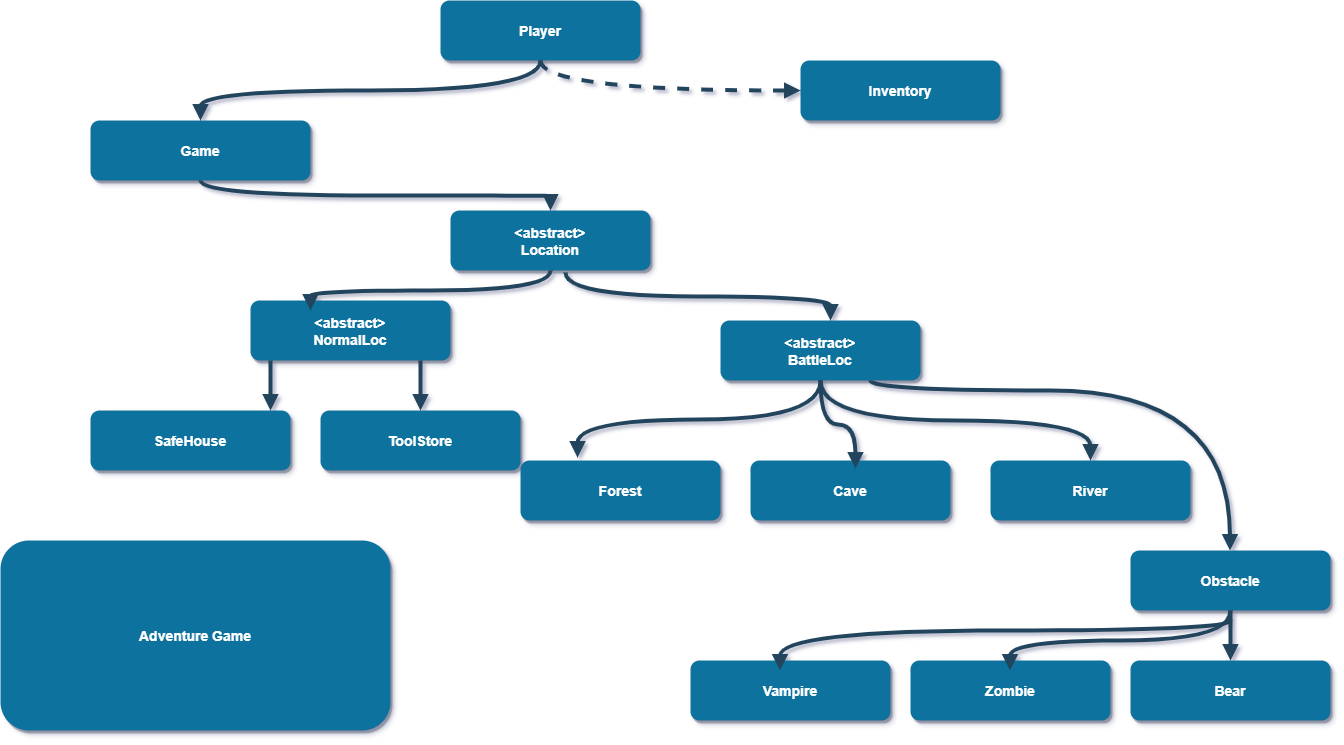 Player
Inventory
Game
<abstract>
Location
<abstract>
NormalLoc
<abstract>
BattleLoc
SafeHouse
ToolStore
Forest
Cave
River
Obstacle
Adventure Game
Vampire
Zombie
Bear